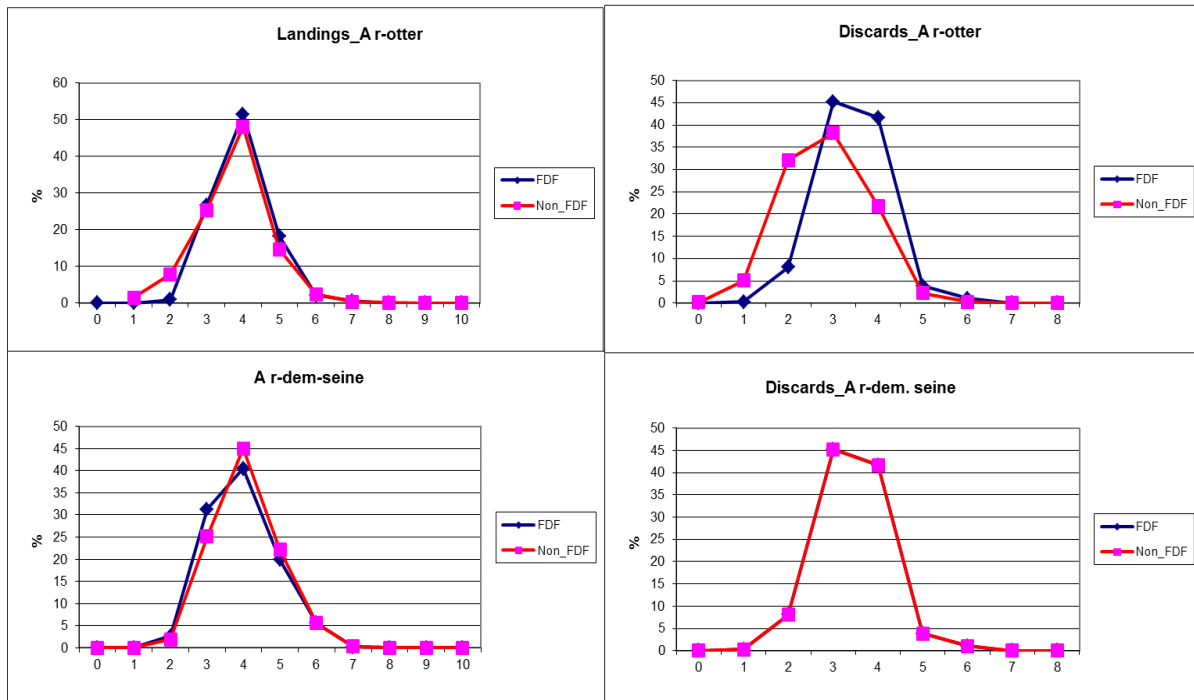 Landings_A r-otter
60
50
40
30
20
10
0
%
0 1 2 3 4 5 6 7 8 9 10
FDF
Non_FDF
Discards_A r-otter
50
45
40
35
30
25
20
15
10
5
0
%
0 1 2 3 4 5 6 7 8
FDF
Non_FDF
A r-dem-seine
50
45
40
35
30
25
20
15
10
5
0
%
0 1 2 3 4 5 6 7 8 9 10
FDF
Non_FDF
Discards_A r-dem. seine
50
45
40
35
30
25
20
15
10
5
0
%
0 1 2 3 4 5 6 7 8
FDF
Non_FDF